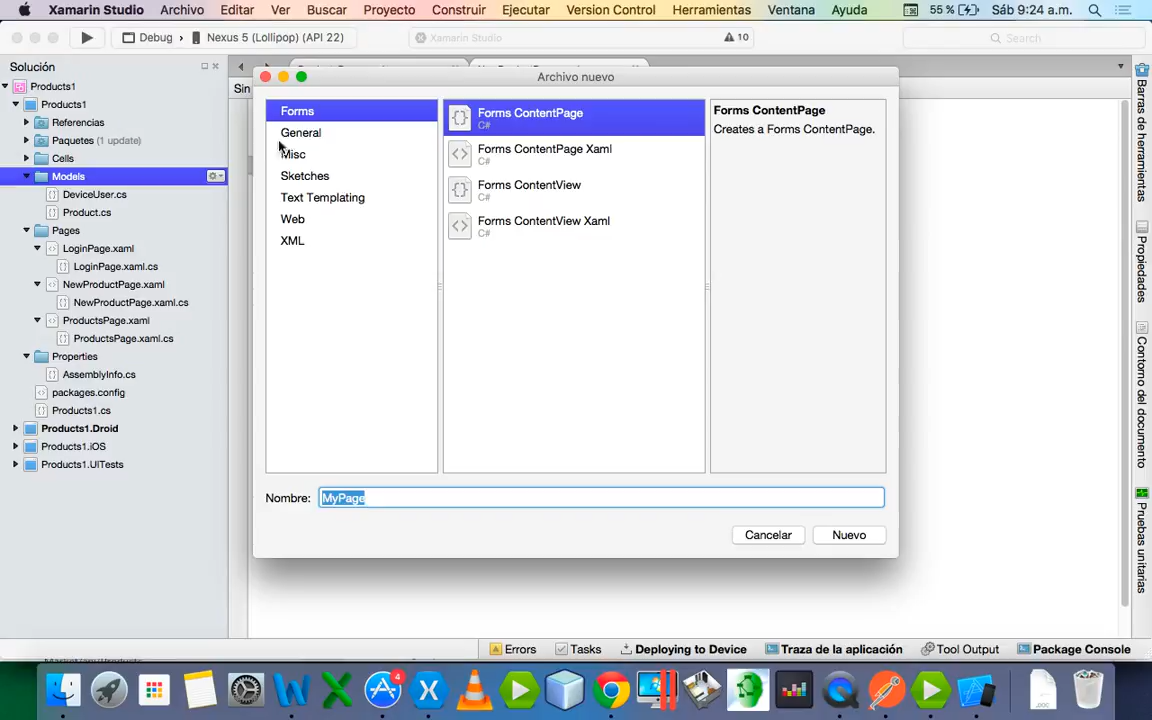 Xamarin Studio Archivo Editar Ver Buscar Proyecto Construir Ejecutar Version Control Herramientas Ventana Ayuda 55 % Sáb 9:24 a.m.
Debug Nexus 5 (Lollipop) (API 22) Xamarin Studio 10 Search
Solución
Archivo nuevo
Products1
Sin
Products1
Referencias
Paquetes (1 update)
Cells
Models
DeviceUser.cs
Product.cs
Pages
LoginPage.xaml
LoginPage.xaml.cs
NewProductPage.xaml
NewProductPage.xaml.cs
ProductsPage.xaml
ProductsPage.xaml.cs
Properties
AssemblyInfo.cs
packages.config
Products1.cs
Products1.Droid
Products1.iOS
Products1.UITests
Forms
General
Misc
Sketches
Text Templating
Web
XML
Forms ContentPage
C#
Forms ContentPage Xaml
C#
Forms ContentView
C#
Forms ContentView Xaml
C#
Forms ContentPage
Creates a Forms ContentPage.
Nombre: MyPage
Cancelar Nuevo
Barras de herramientas
Propiedades
Contorno del documento
Pruebas unitarias
Errors Tasks Deploying to Device Traza de la aplicación Tool Output Package Console
4